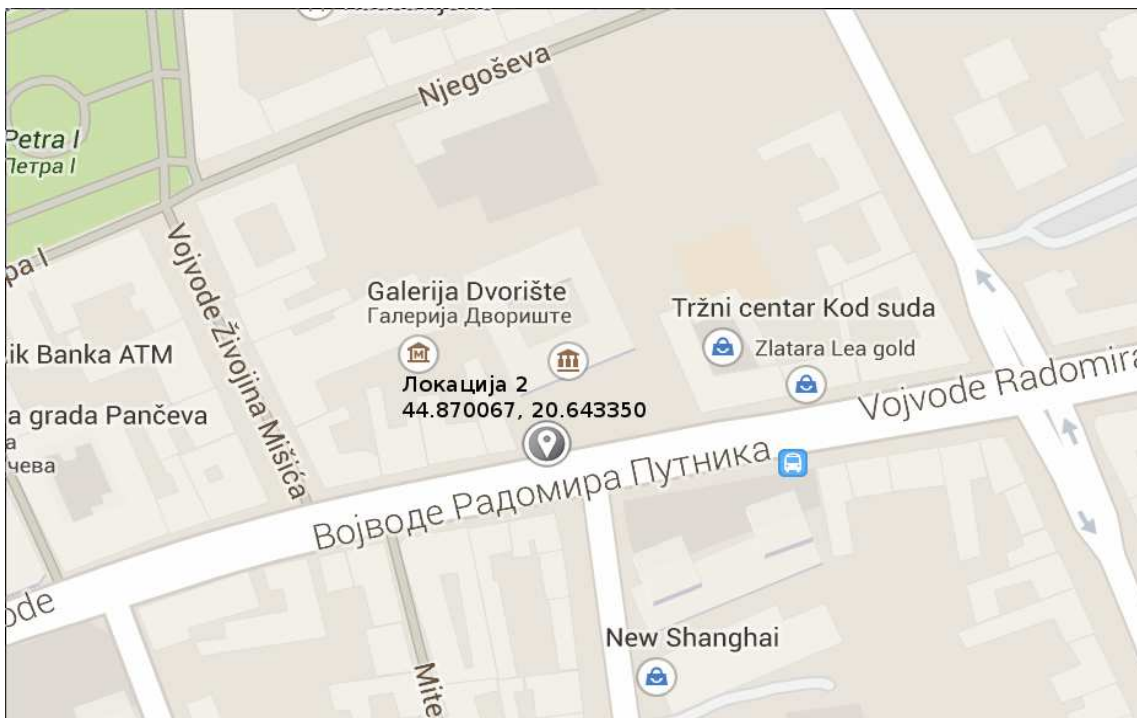 Njegoševa
Petra I
Петра I
pa I
Vojvode Živojina Mišića
Galerija Dvorište
Галерија Двориште
Tržni centar Kod suda
Zlatara Lea gold
ik Banka ATM
Локација 2
44.870067, 20.643350
a grada Pančeva
а
чева
Vojvode Radomira
Војводе Радомира Путника
ode
New Shanghai
Mite